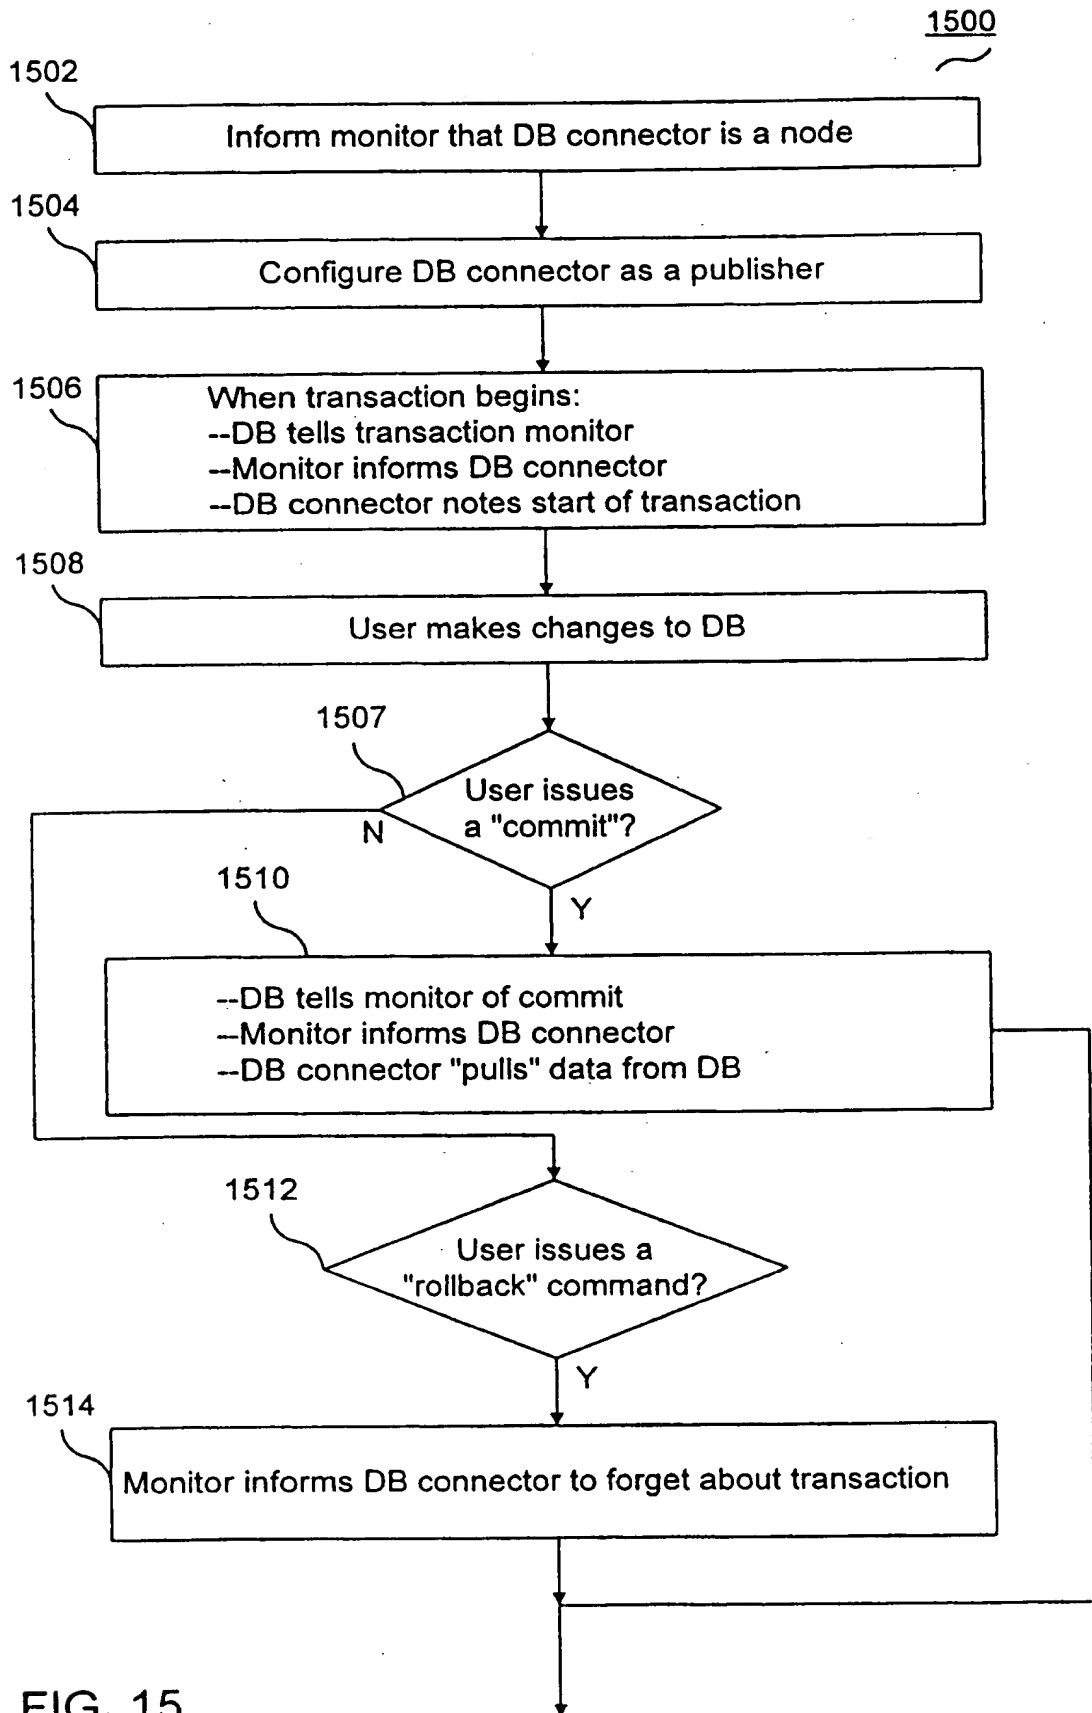 1500
1502
Inform monitor that DB connector is a node
1504
Configure DB connector as a publisher
1506
When transaction begins:
--DB tells transaction monitor
--Monitor informs DB connector
--DB connector notes start of transaction
1508
User makes changes to DB
1507
User issues
a "commit"?
N
Y
1510
--DB tells monitor of commit
--Monitor informs DB connector
--DB connector "pulls" data from DB
1512
User issues a
"rollback" command?
Y
1514
Monitor informs DB connector to forget about transaction
FIG. 15